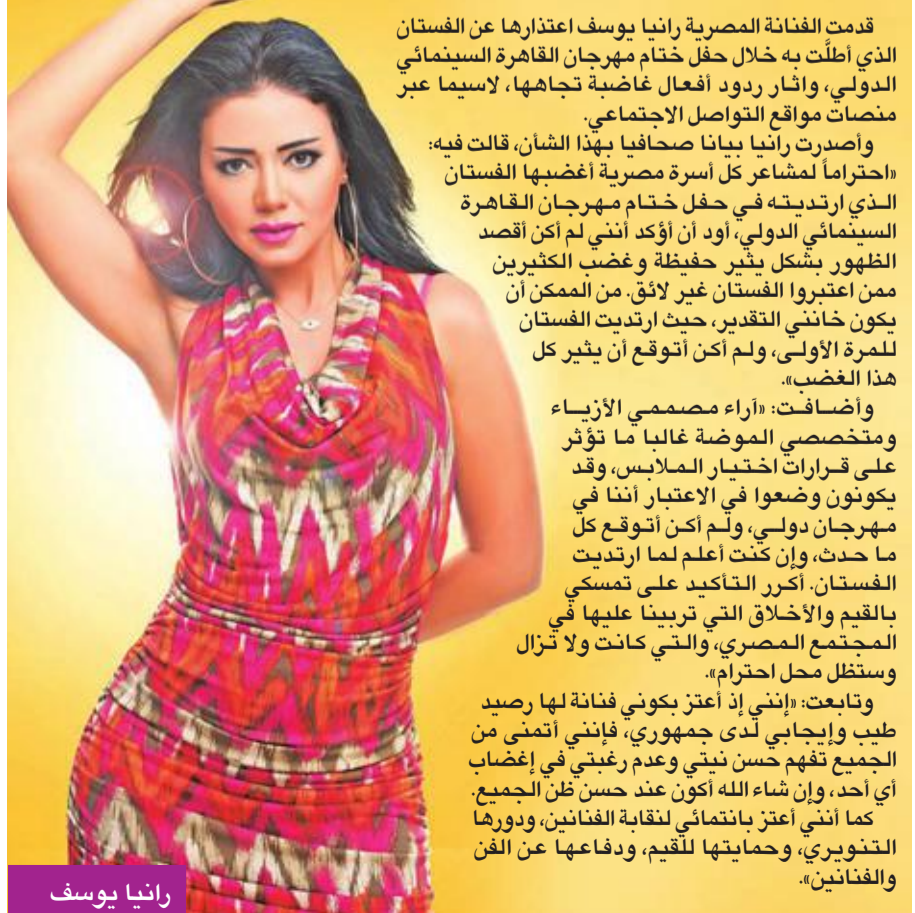 قدمت الفنانة المصرية رانيا يوسف اعتذارها عن الفستان
الذي أطلَّت به خلال حفل ختام مهرجان القاهرة السينمائي
الدولي، واثار ردود أفعال غاضبة تجاهها، لاسيما عبر
منصات مواقع التواصل الاجتماعي.
وأصدرت رانيا بيانا صحافيا بهذا الشأن، قالت فيه:
«احتراماً لمشاعر كل أسرة مصرية أغضبها الفستان
الذي ارتديته في حفل ختام مهرجان القاهرة
السينمائي الدولي، أود أن أؤكد أنني لم أكن أقصد
الظهور بشكل يثير حفيظة وغضب الكثيرين
ممن اعتبروا الفستان غير لائق. من الممكن أن
يكون خانني التقدير، حيث ارتديت الفستان
للمرة الأولى، ولم أكن أتوقع أن يثير كل
هذا الغضب».
وأضافت: «آراء مصممي الأزياء
ومتخصصي الموضة غالبا ما تؤثر
على قرارات اختيار الملابس، وقد
يكونون وضعوا في الاعتبار أننا في
مهرجان دولي، ولم أكن أتوقع كل
ما حدث، وإن كنت أعلم لما ارتديت
الفستان. أكرر التأكيد على تمسكي
بالقيم والأخلاق التي تربينا عليها في
المجتمع المصري، والتي كانت ولا تزال
وستظل محل احترام».
وتابعت: «إنني إذ أعتز بكوني فنانة لها رصيد
طيب وإيجابي لدى جمهوري، فإنني أتمنى من
الجميع تفهم حسن نيتي وعدم رغبتي في إغضاب
أي أحد، وإن شاء الله أكون عند حسن ظن الجميع.
كما أنني أعتز بانتمائي لنقابة الفنانين، ودورها
التنويري، وحمايتها للقيم، ودفاعها عن الفن
والفنانين».
رانيا يوسف